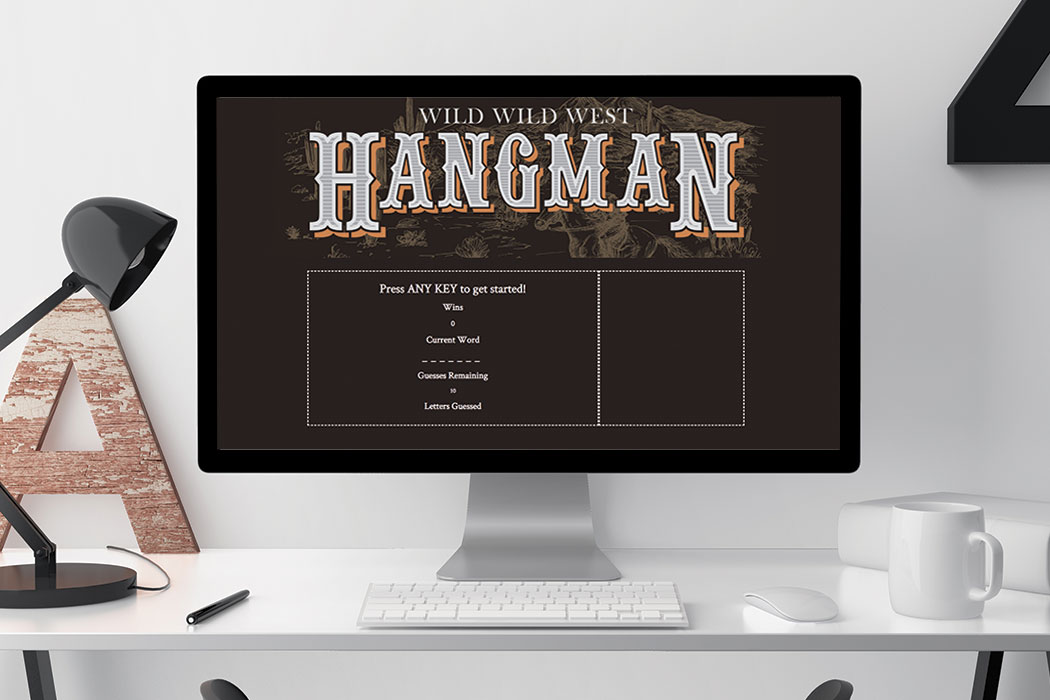 WILD WILD WEST
HANGMAN
Press ANY KEY to get started!
Wins
0
Current Word
_ _ _ _ _ _ _
Guesses Remaining
10
Letters Guessed
A